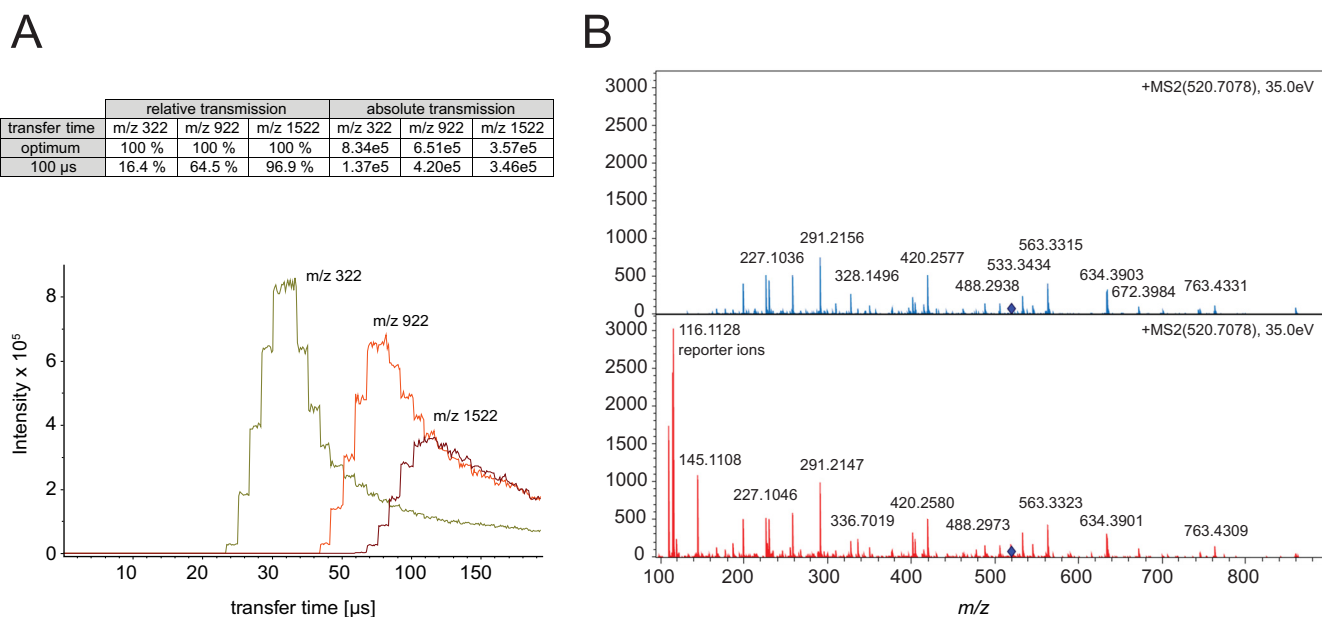 A
relative transmission absolute transmission
transfer time m/z 322 m/z 922 m/z 1522 m/z 322 m/z 922 m/z 1522
optimum 100 % 100 % 100 % 8.34e5 6.51e5 3.57e5
100 µs 16.4 % 64.5 % 96.9 % 1.37e5 4.20e5 3.46e5
Intensity x 10⁵
8
6
4
2
0
m/z 322
m/z 922
m/z 1522
10 20 30 50 100 150
transfer time [µs]
B
3000
2500
2000
1500
1000
500
0
+MS2(520.7078), 35.0eV
227.1036
291.2156
328.1496
420.2577
488.2938
533.3434
563.3315
634.3903
672.3984
763.4331
3000
2500
2000
1500
1000
500
0
+MS2(520.7078), 35.0eV
116.1128
reporter ions
145.1108
227.1046
291.2147
336.7019
420.2580
488.2973
563.3323
634.3901
763.4309
100 200 300 400 500 600 700 800
m/z